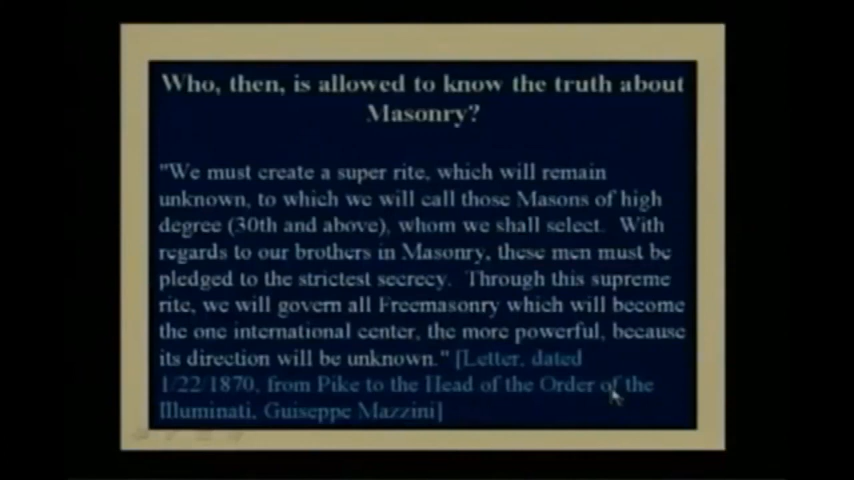 Who, then, is allowed to know the truth about
Masonry?
"We must create a super rite, which will remain
unknown, to which we will call those Masons of high
degree (30th and above), whom we shall select. With
regards to our brothers in Masonry, these men must be
pledged to the strictest secrecy. Through this supreme
rite, we will govern all Freemasonry which will become
the one international center, the more powerful, because
its direction will be unknown." [Letter, dated
1/22/1870, from Pike to the Head of the Order of the
Illuminati, Guiseppe Mazzini]